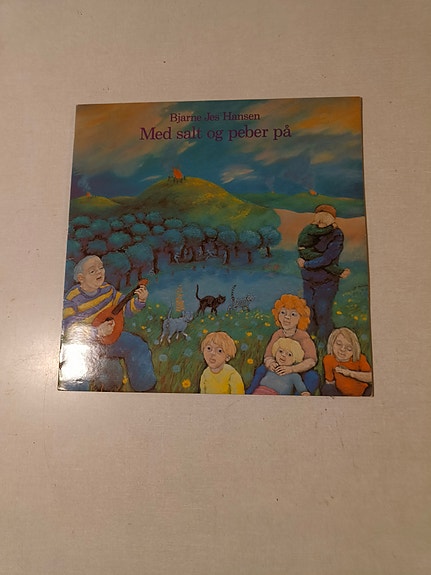 Bjarne Jes Hansen
Med salt og peber på